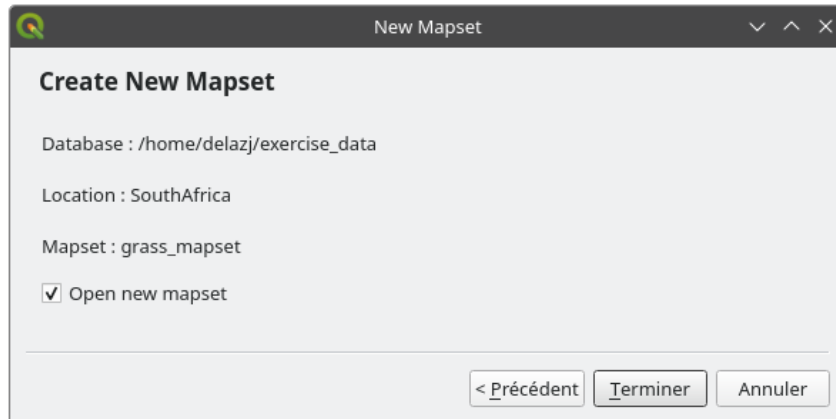 New Mapset
Create New Mapset
Database : /home/delazj/exercise_data
Location : SouthAfrica
Mapset : grass_mapset
Open new mapset
< Précédent Terminer Annuler